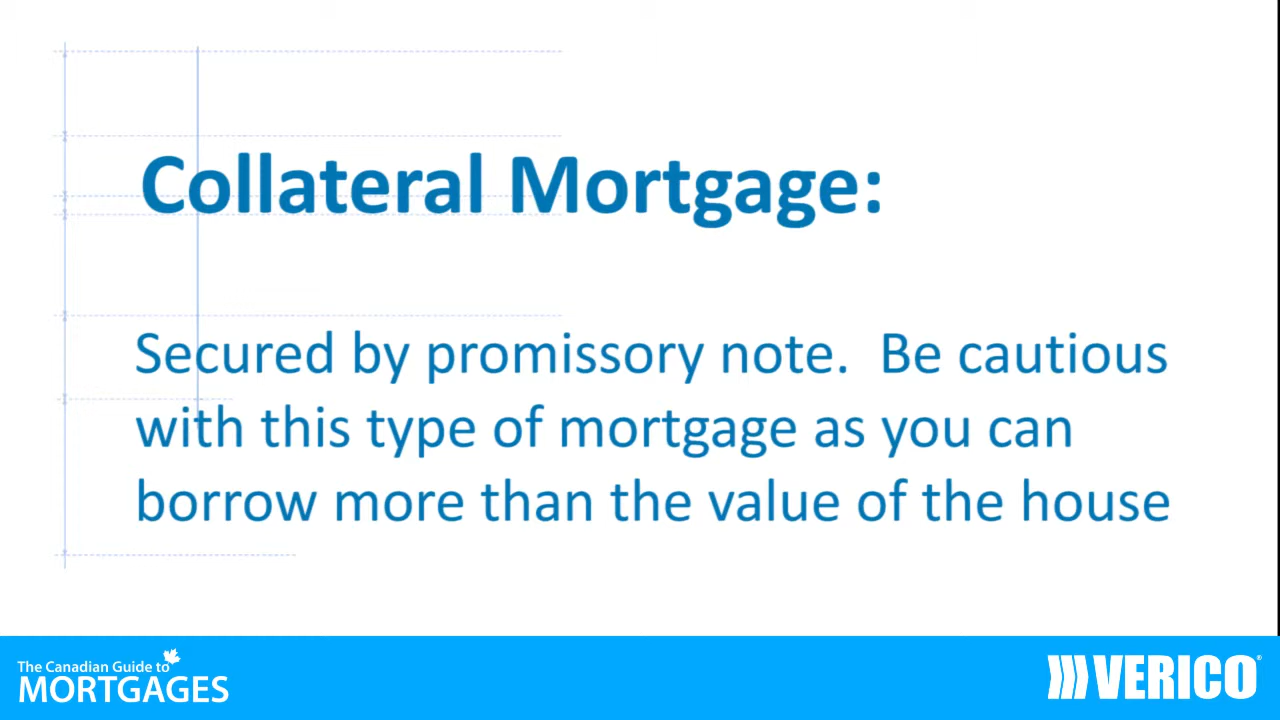 Collateral Mortgage:
Secured by promissory note.  Be cautious
with this type of mortgage as you can
borrow more than the value of the house
The Canadian Guide to
MORTGAGES
VERICO®